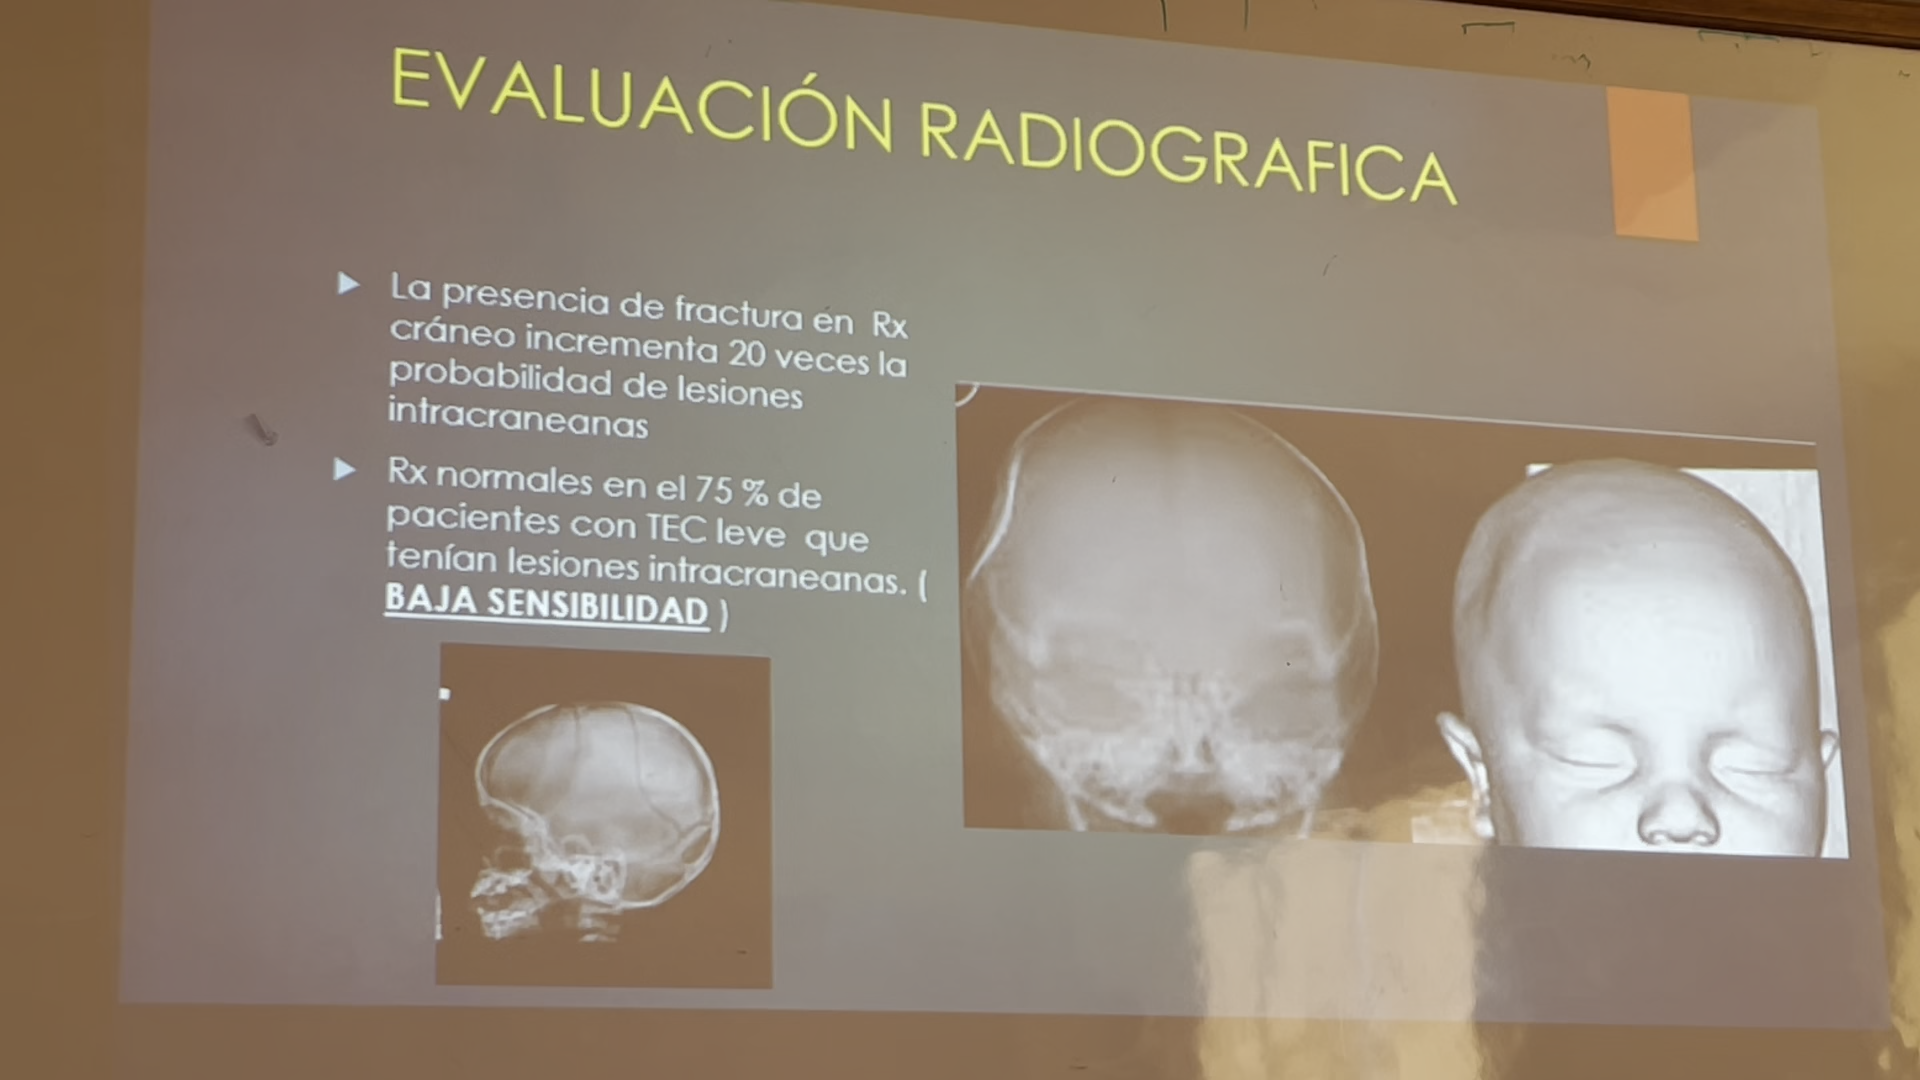 EVALUACIÓN RADIOGRAFICA
La presencia de fractura en Rx
cráneo incrementa 20 veces la
probabilidad de lesiones
intracraneanas
Rx normales en el 75 % de
pacientes con TEC leve que
tenían lesiones intracraneanas. (
BAJA SENSIBILIDAD )